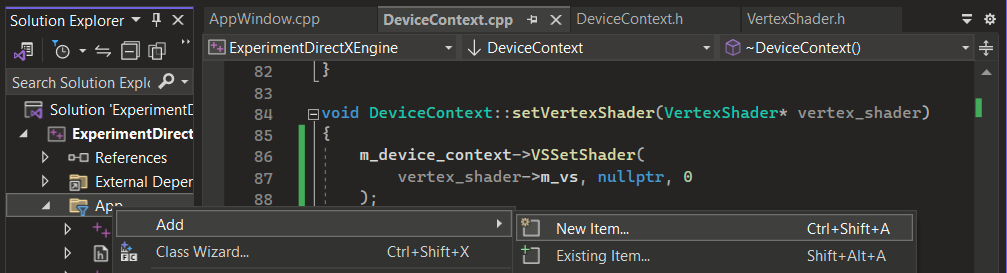 Solution Explorer
AppWindow.cpp
DeviceContext.cpp
DeviceContext.h
VertexShader.h
ExperimentDirectXEngine
DeviceContext
~DeviceContext()
Search Solution Explo
Solution 'ExperimentD
ExperimentDirect
References
External Deper
App
82 }
83
84 void DeviceContext::setVertexShader(VertexShader* vertex_shader)
85 {
86 m_device_context->VSSetShader(
87 vertex_shader->m_vs, nullptr, 0
88 );
Add
Class Wizard... Ctrl+Shift+X
New Item... Ctrl+Shift+A
Existing Item... Shift+Alt+A